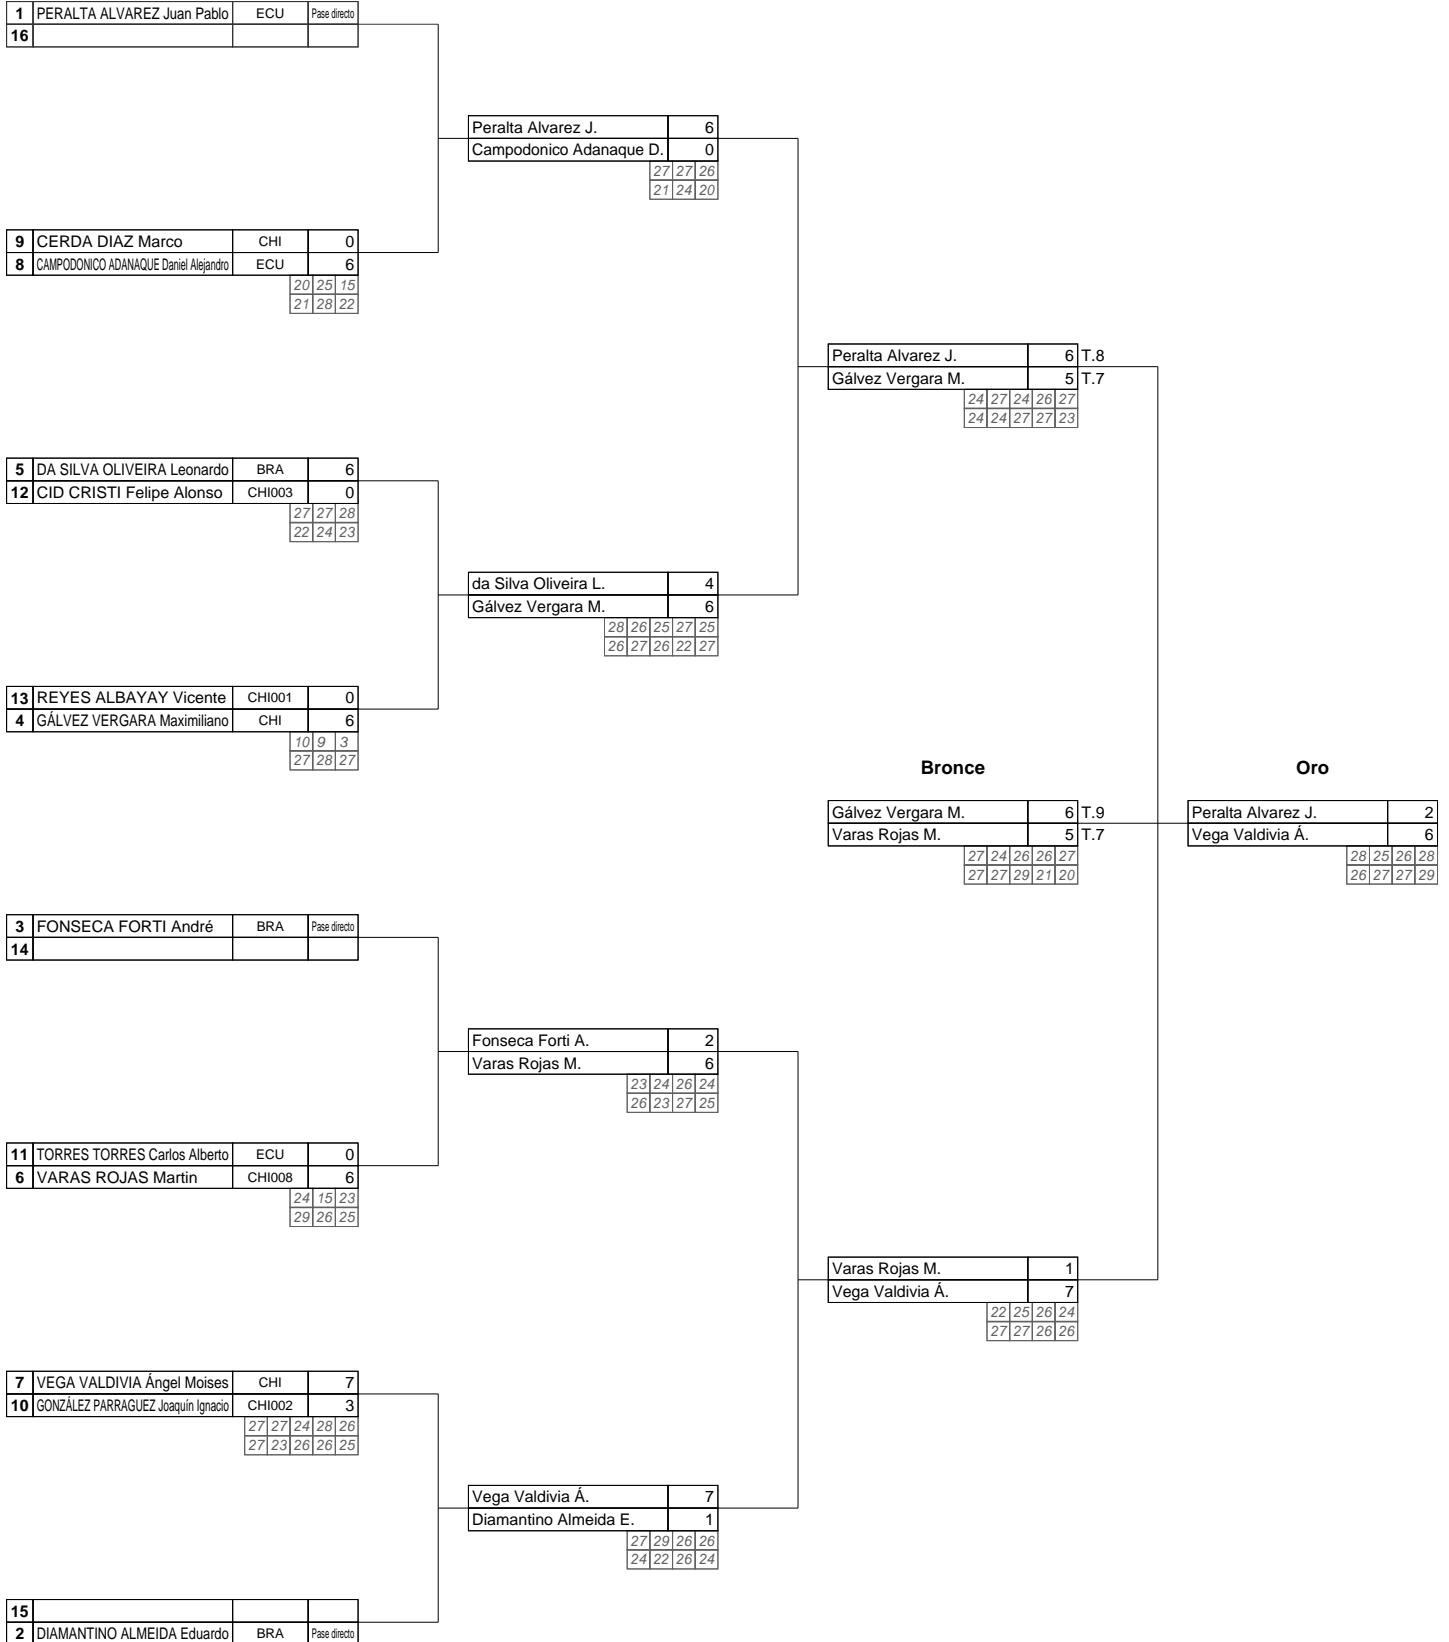 1 PERALTA ALVAREZ Juan Pablo ECU Pase directo
16
Peralta Alvarez J. 6
Campodonico Adanaque D. 0
27 27 26
21 24 20
9 CERDA DIAZ Marco CHI 0
8 CAMPODONICO ADANAQUE Daniel Alejandro ECU 6
20 25 15
21 28 22
Peralta Alvarez J. 6 T.8
Gálvez Vergara M. 5 T.7
24 27 24 26 27
24 24 27 27 23
5 DA SILVA OLIVEIRA Leonardo BRA 6
12 CID CRISTI Felipe Alonso CHI003 0
27 27 28
22 24 23
da Silva Oliveira L. 4
Gálvez Vergara M. 6
28 26 25 27 25
26 27 26 22 27
13 REYES ALBAYAY Vicente CHI001 0
4 GÁLVEZ VERGARA Maximiliano CHI 6
10 9 3
27 28 27
Bronce Oro
Gálvez Vergara M. 6 T.9 Peralta Alvarez J. 2
Varas Rojas M. 5 T.7 Vega Valdivia Á. 6
27 24 26 26 27 28 25 26 28
27 27 29 21 20 26 27 27 29
3 FONSECA FORTI André BRA Pase directo
14
Fonseca Forti A. 2
Varas Rojas M. 6
23 24 26 24
26 23 27 25
11 TORRES TORRES Carlos Alberto ECU 0
6 VARAS ROJAS Martin CHI008 6
24 15 23
29 26 25
Varas Rojas M. 1
Vega Valdivia Á. 7
22 25 26 24
27 27 26 26
7 VEGA VALDIVIA Ángel Moises CHI 7
10 GONZÁLEZ PARRAGUEZ Joaquín Ignacio CHI002 3
27 27 24 28 26
27 23 26 26 25
Vega Valdivia Á. 7
Diamantino Almeida E. 1
27 29 26 26
24 22 26 24
15
2 DIAMANTINO ALMEIDA Eduardo BRA Pase directo